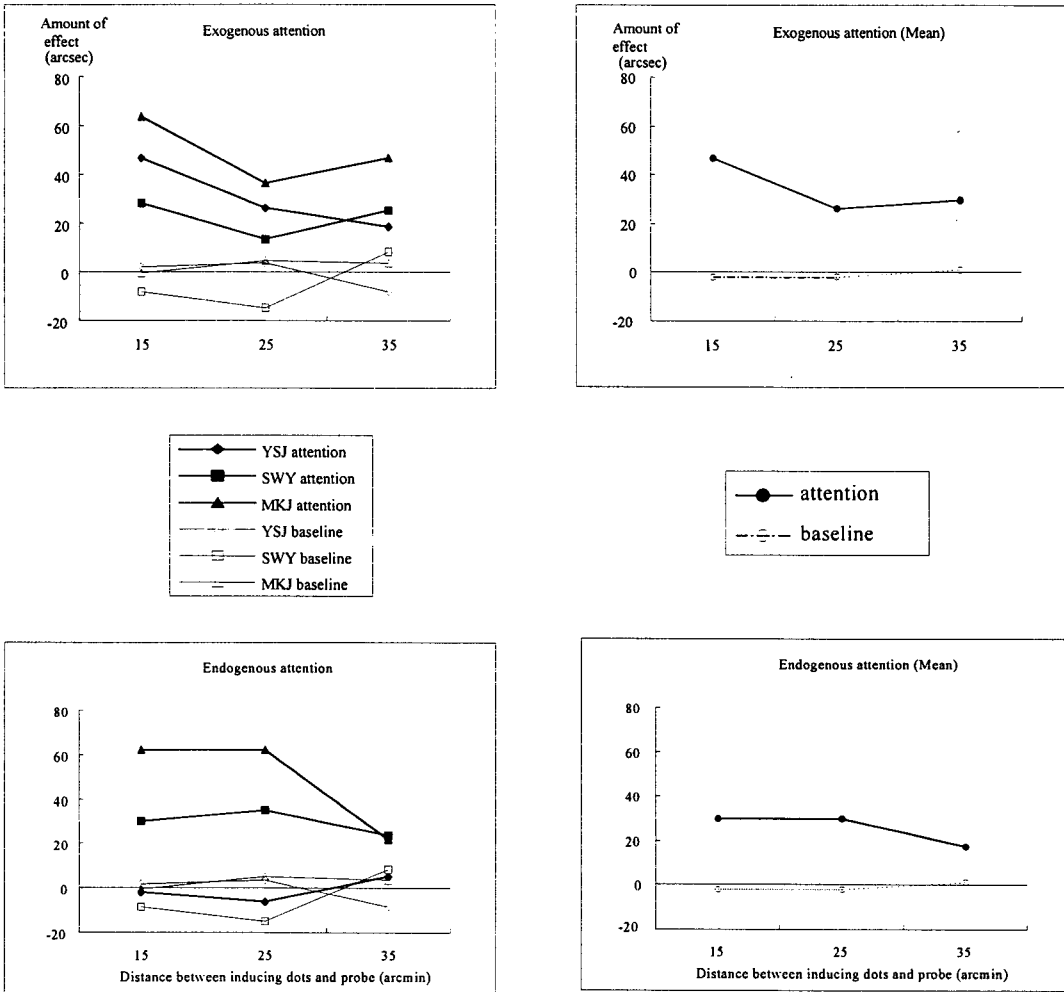 Amount of
effect
(arcsec)
Exogenous attention
80
60
40
20
0
-20
15
25
35
Amount of
effect
(arcsec)
Exogenous attention (Mean)
80
60
40
20
0
-20
15
25
35
YSJ attention
SWY attention
MKJ attention
YSJ baseline
SWY baseline
MKJ baseline
attention
baseline
Endogenous attention
80
60
40
20
0
-20
15
25
35
Distance between inducing dots and probe (arcmin)
Endogenous attention (Mean)
80
60
40
20
0
-20
15
25
35
Distance between inducing dots and probe (arcmin)